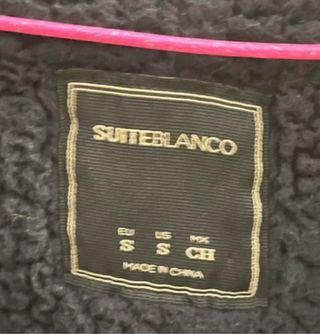 SUITEBLANCO
EU US MX
S S CH
MADE IN CHINA